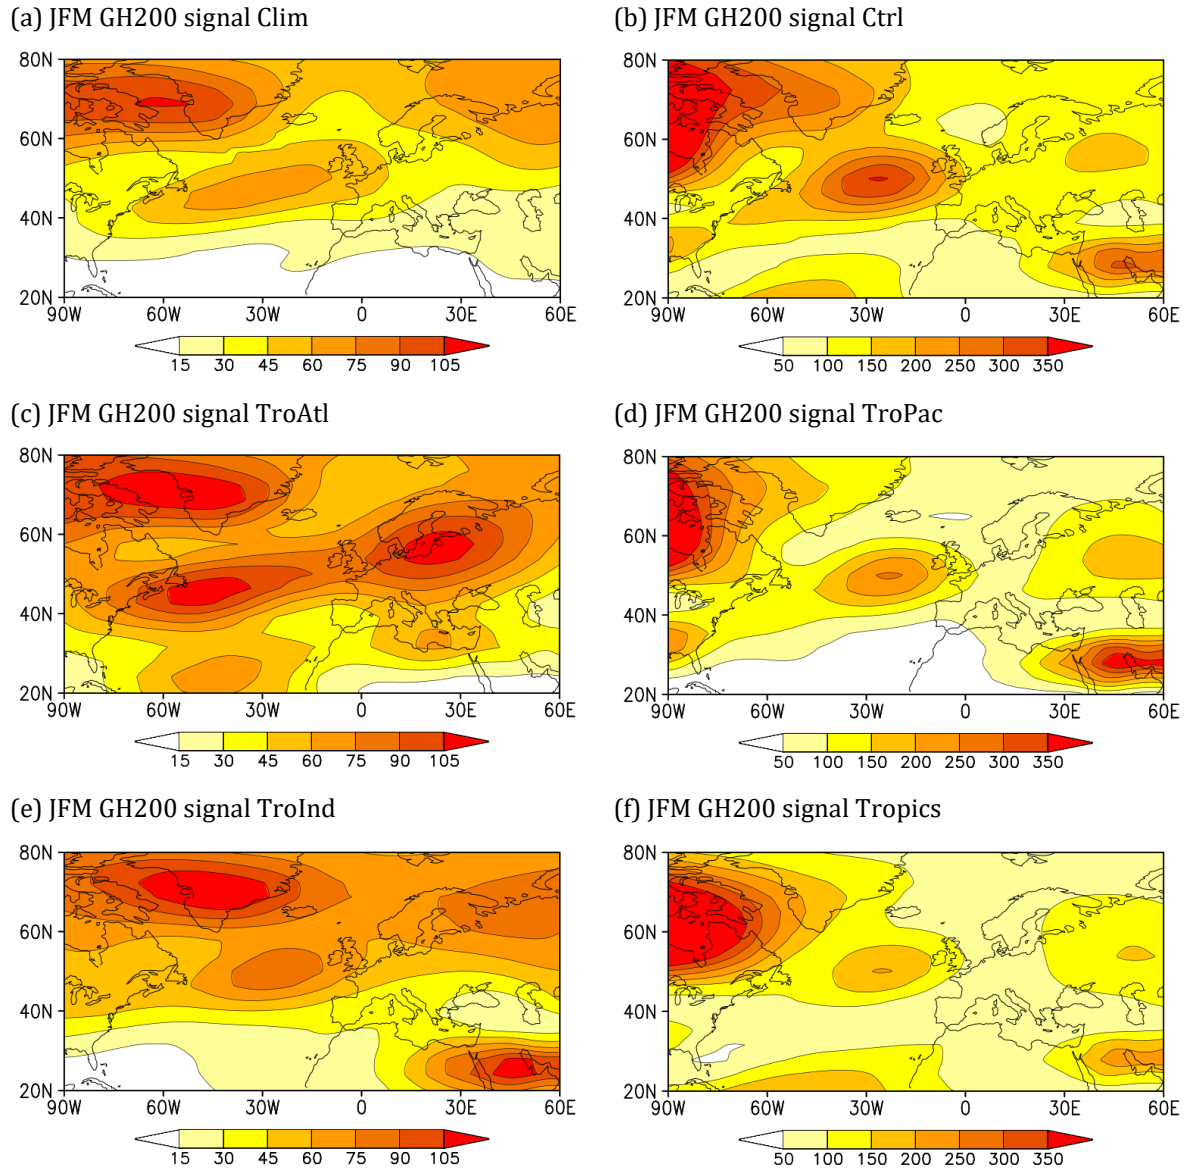 (a) JFM GH200 signal Clim
(b) JFM GH200 signal Ctrl
80N
60N
40N
20N
90W 60W 30W 0 30E 60E
15 30 45 60 75 90 105
80N
60N
40N
20N
90W 60W 30W 0 30E 60E
50 100 150 200 250 300 350
(c) JFM GH200 signal TroAtl
(d) JFM GH200 signal TroPac
80N
60N
40N
20N
90W 60W 30W 0 30E 60E
15 30 45 60 75 90 105
80N
60N
40N
20N
90W 60W 30W 0 30E 60E
50 100 150 200 250 300 350
(e) JFM GH200 signal TroInd
(f) JFM GH200 signal Tropics
80N
60N
40N
20N
90W 60W 30W 0 30E 60E
15 30 45 60 75 90 105
80N
60N
40N
20N
90W 60W 30W 0 30E 60E
50 100 150 200 250 300 350